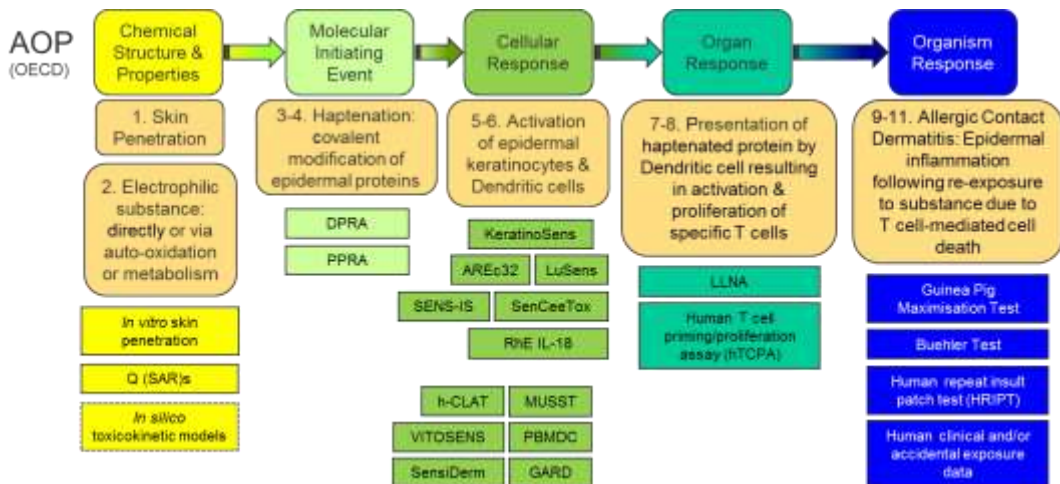 AOP
(OECD)
Chemical
Structure &
Properties
Molecular
Initiating
Event
Cellular
Response
Organ
Response
Organism
Response
1. Skin
Penetration
2. Electrophilic
substance:
directly or via
auto-oxidation
or metabolism
In vitro skin
penetration
Q (SAR)s
In silico
toxicokinetic models
3-4. Haptenation:
covalent
modification of
epidermal proteins
DPRA
PPRA
5-6. Activation
of epidermal
keratinocytes &
Dendritic cells
KeratinoSens
AREc32
LuSens
SENS-IS
SenCeeTox
RhE IL-18
h-CLAT
MUSST
VITOSENS
PBMDC
SensiDerm
GARD
7-8. Presentation of
haptenated protein by
Dendritic cell resulting
in activation &
proliferation of
specific T cells
LLNA
Human T cell
priming/proliferation
assay (hTCPA)
9-11. Allergic Contact
Dermatitis: Epidermal
inflammation
following re-exposure
to substance due to
T cell-mediated cell
death
Guinea Pig
Maximisation Test
Buehler Test
Human repeat insult
patch test (HRIPT)
Human clinical and/or
accidental exposure
data